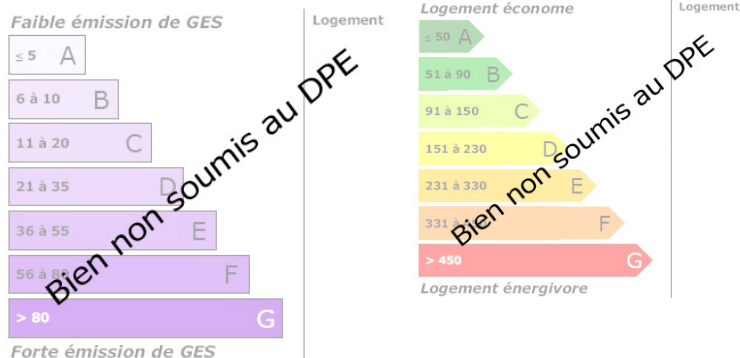 Faible émission de GES
Logement
≤ 5 A
6 à 10 B
11 à 20 C
21 à 35 D
36 à 55 E
56 à 80 F
> 80 G
Forte émission de GES
Bien non soumis au DPE
Logement économe
Logement
≤ 50 A
51 à 90 B
91 à 150 C
151 à 230 D
231 à 330 E
331 à F
> 450 G
Logement énergivore
Bien non soumis au DPE